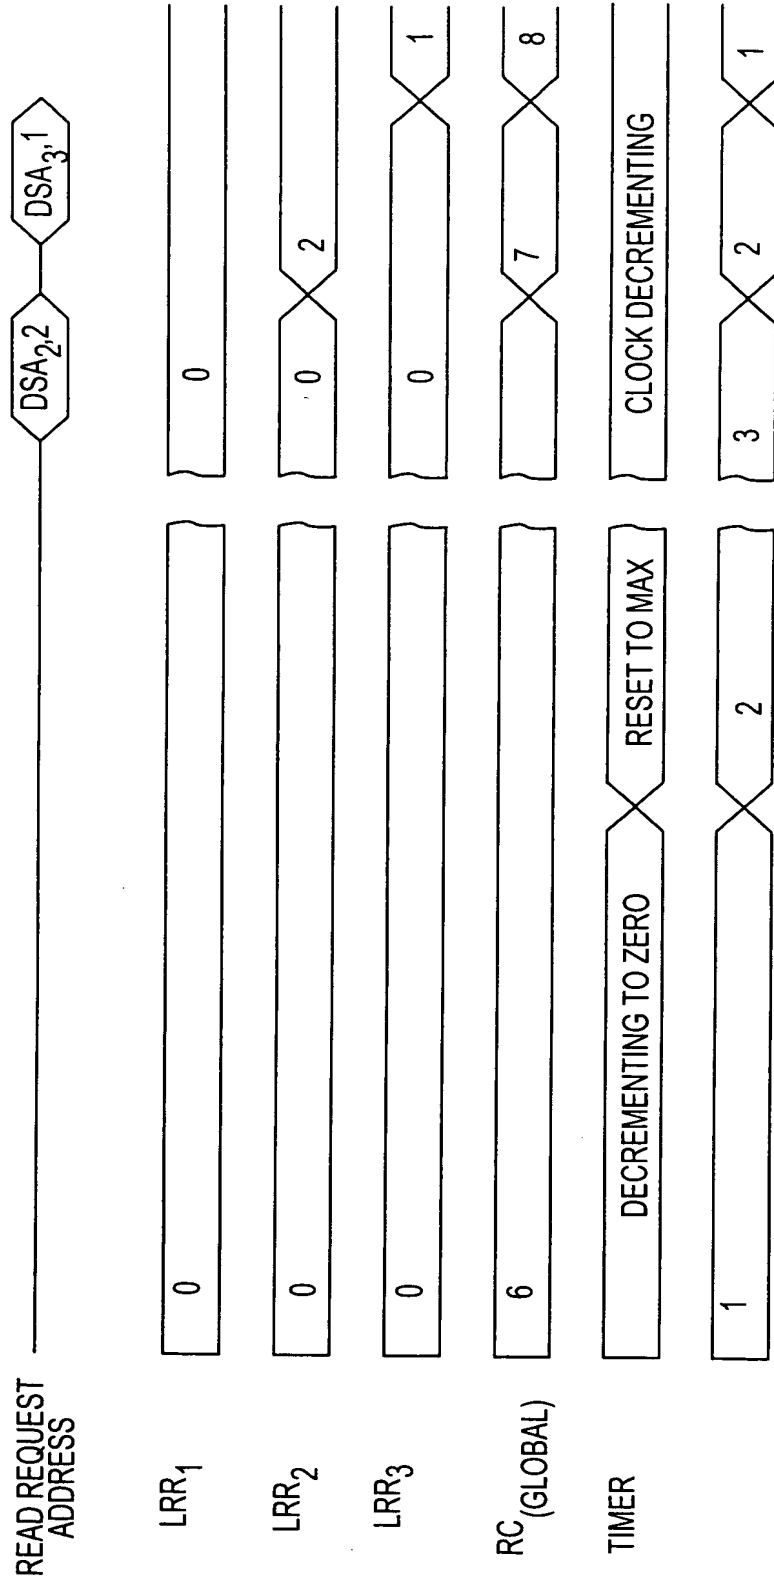 READ REQUEST
ADDRESS
DSA2,2
DSA3,1
LRR1
0
0
LRR2
0
0
2
LRR3
0
0
1
RC (GLOBAL)
6
7
8
TIMER
DECREMENTING TO ZERO
RESET TO MAX
CLOCK DECREMENTING
1
2
3
2
1